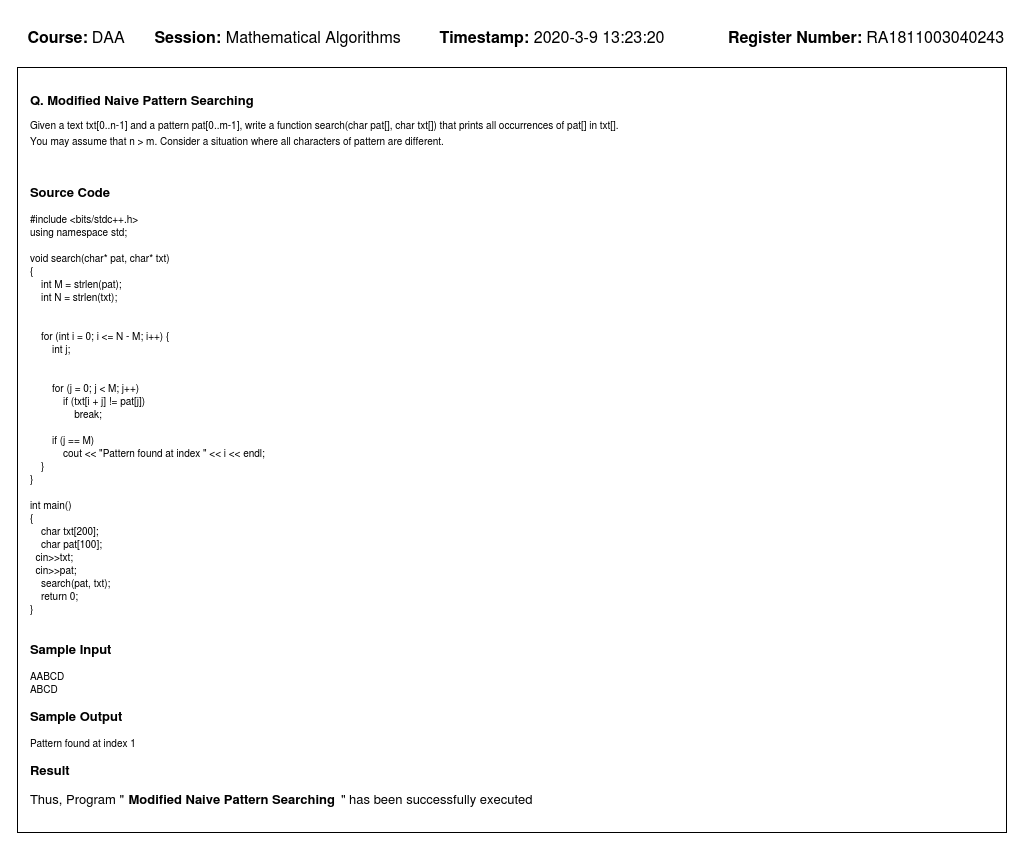 Course: DAA Session: Mathematical Algorithms Timestamp: 2020-3-9 13:23:20 Register Number: RA1811003040243
Q. Modified Naive Pattern Searching
Given a text txt[0..n-1] and a pattern pat[0..m-1], write a function search(char pat[], char txt[]) that prints all occurrences of pat[] in txt[].
You may assume that n > m. Consider a situation where all characters of pattern are different.
Source Code
#include <bits/stdc++.h>
using namespace std;
void search(char* pat, char* txt)
{
    int M = strlen(pat);
    int N = strlen(txt);
    for (int i = 0; i <= N - M; i++) {
        int j;
        for (j = 0; j < M; j++)
            if (txt[i + j] != pat[j])
                break;
        if (j == M)
            cout << "Pattern found at index " << i << endl;
    }
}
int main()
{
    char txt[200];
    char pat[100];
  cin>>txt;
  cin>>pat;
    search(pat, txt);
    return 0;
}
Sample Input
AABCD
ABCD
Sample Output
Pattern found at index 1
Result
Thus, Program " Modified Naive Pattern Searching " has been successfully executed